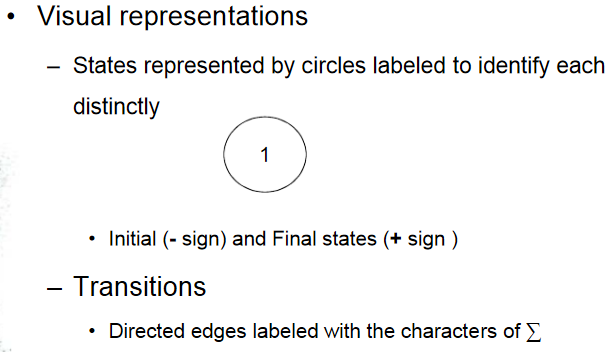 • Visual representations
– States represented by circles labeled to identify each
distinctly
1
• Initial (- sign) and Final states (+ sign )
– Transitions
• Directed edges labeled with the characters of ∑